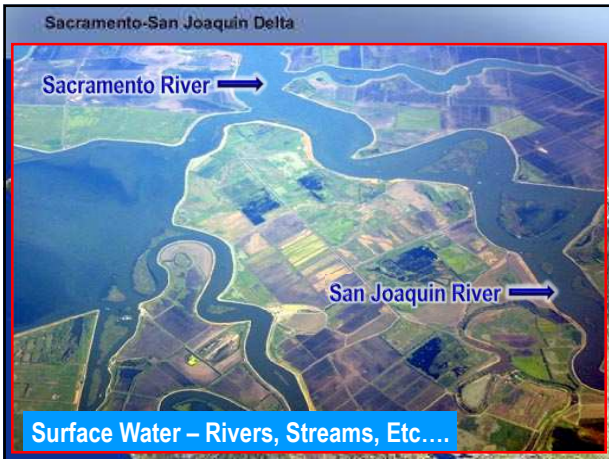 Sacramento-San Joaquin Delta
Sacramento River
San Joaquin River
Surface Water – Rivers, Streams, Etc….